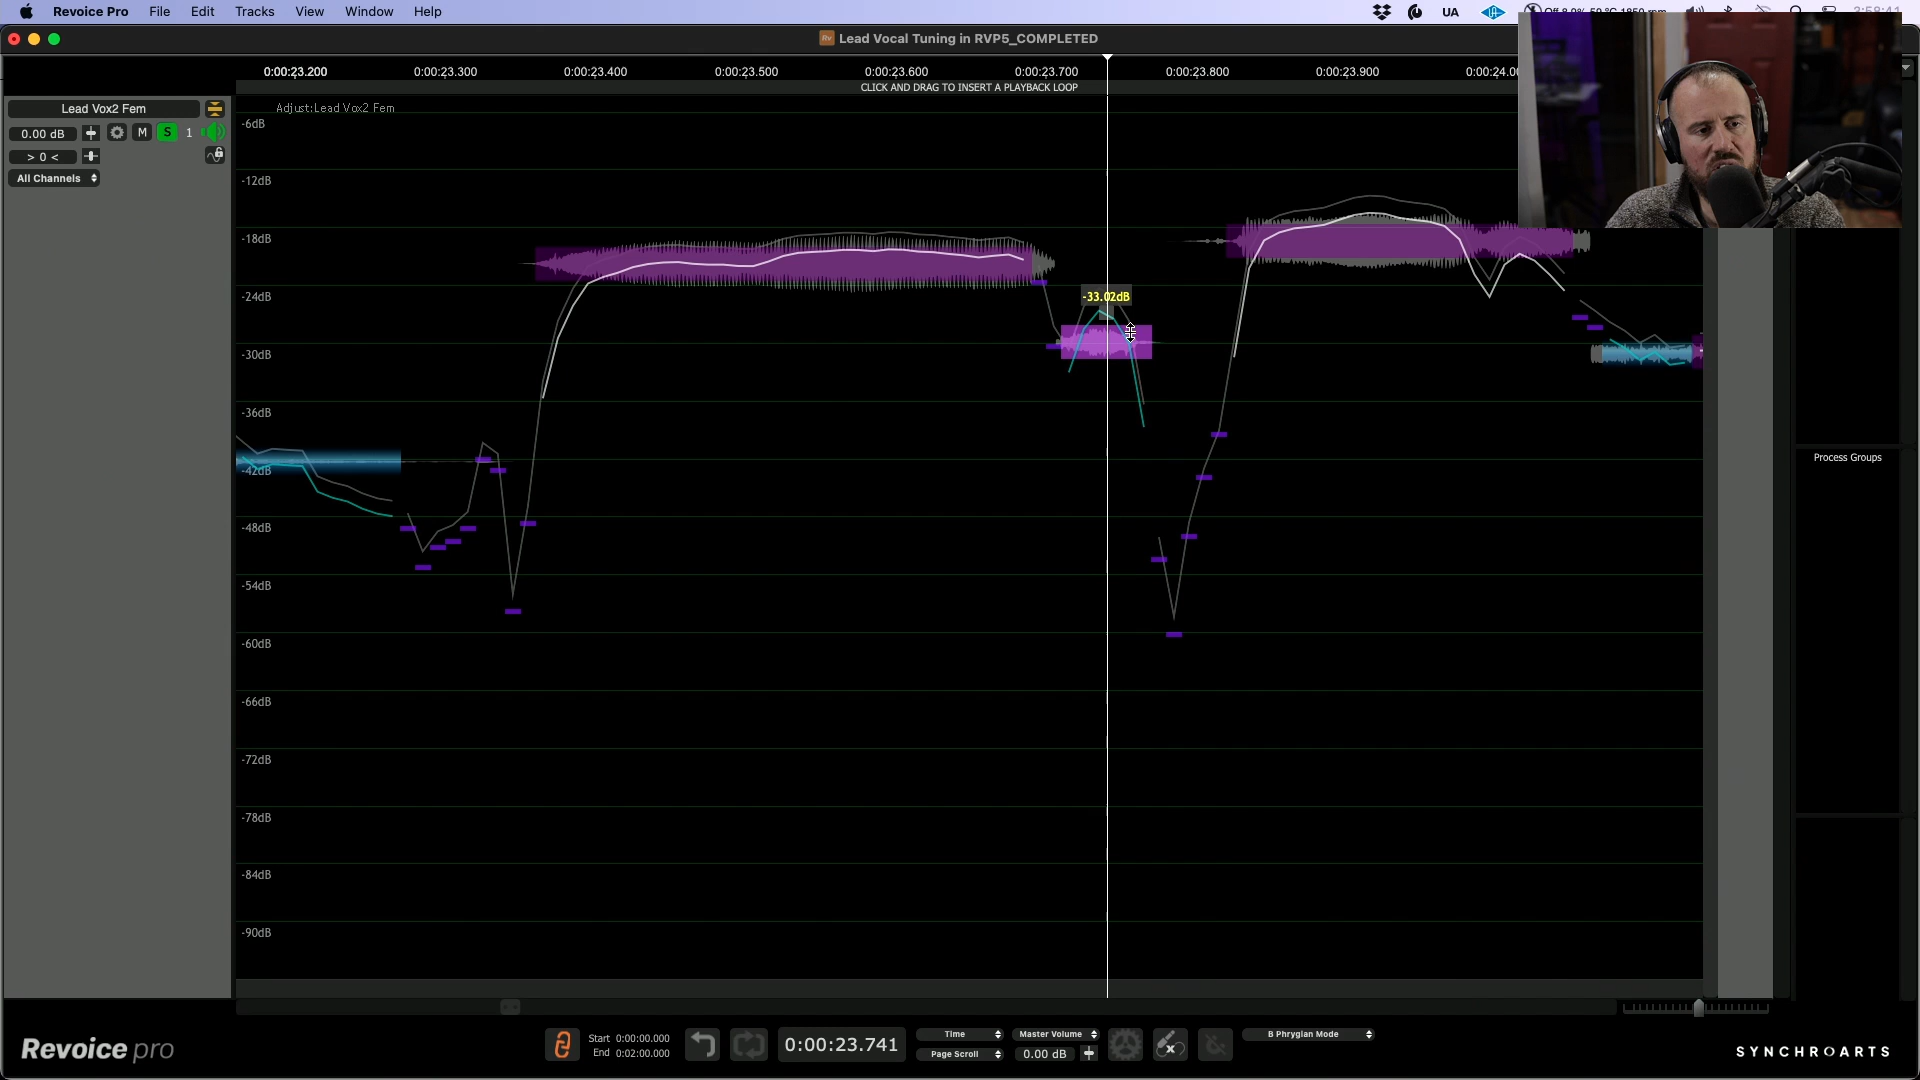 Revoice Pro File Edit Tracks View Window Help UA
Lead Vocal Tuning in RVP5_COMPLETED
0:00:23.200 0:00:23.300 0:00:23.400 0:00:23.500 0:00:23.600 0:00:23.700 0:00:23.800 0:00:23.900 0:00:24.0
CLICK AND DRAG TO INSERT A PLAYBACK LOOP
Lead Vox2 Fem
Adjust:Lead Vox2 Fem
0.00 dB M S 1
> 0 <
All Channels
-6dB
-12dB
-18dB
-24dB
-33.02dB
-30dB
-36dB
-42dB
-48dB
-54dB
-60dB
-66dB
-72dB
-78dB
-84dB
-90dB
Process Groups
Revoice pro
Start 0:00:00.000
End 0:02:00.000
0:00:23.741
Time
Page Scroll
Master Volume
0.00 dB
B Phrygian Mode
SYNCHROARTS